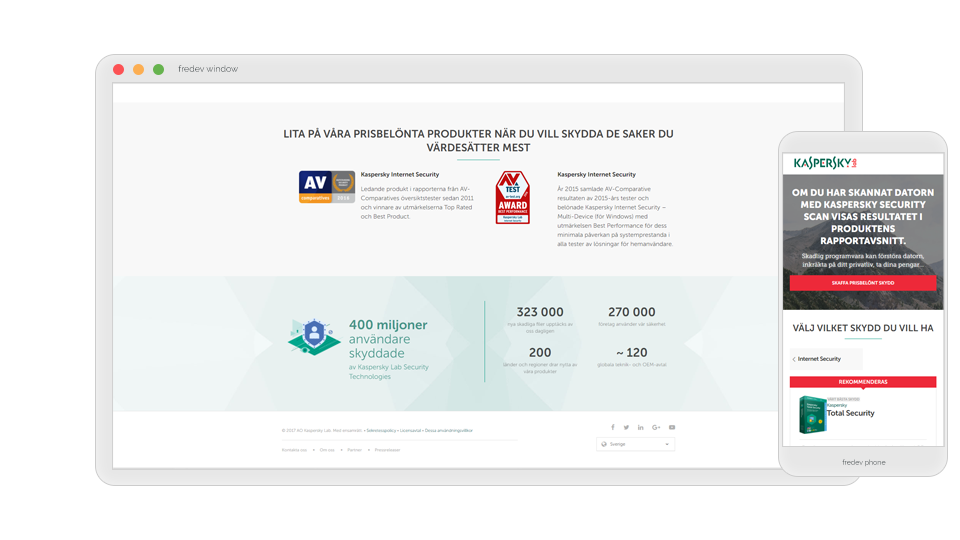 fredev window
LITA PÅ VÅRA PRISBELÖNTA PRODUKTER NÄR DU VILL SKYDDA DE SAKER DU
VÄRDESÄTTER MEST
AV
comparatives 2015
Kaspersky Internet Security
Ledande produkt i rapporterna från AV-
Comparatives översiktstester sedan 2011
och vinnare av utmärkelserna Top Rated
och Best Product.
AV
TEST
AWARD
BEST PERFORMANCE
Kaspersky Internet Security
År 2015 samlade AV-Comparative
resultaten av 2015-års tester och
belönade Kaspersky Internet Security –
Multi-Device (för Windows) med
utmärkelsen Best Performance för dess
minimala påverkan på systemprestanda i
alla tester av lösningar för hemanvändare.
400 miljoner
användare
skyddade
av Kaspersky Lab Security
Technologies
323 000
nya skadliga filer upptäcks av
oss dagligen
270 000
företag använder vår säkerhet
200
länder och regioner drar nytta av
våra produkter
~ 120
globala teknik- och OEM-avtal
© 2017 AO Kaspersky Lab. Med ensamrätt. • Sekretesspolicy • Licensavtal • Dessa användningsvillkor
Kontakta oss • Om oss • Partner • Pressreleaser
Sverige
KASPERSKY lab
OM DU HAR SKANNAT DATORN
MED KASPERSKY SECURITY
SCAN VISAS RESULTATET I
PRODUKTENS
RAPPORTAVSNITT.
Skadlig programvara kan förstöra datorn,
inkräkta på ditt privatliv, ta dina pengar...
SKAFFA PRISBELÖNT SKYDD
VÄLJ VILKET SKYDD DU VILL HA
Internet Security
REKOMMENDERAS
Kaspersky
Total Security
fredev phone